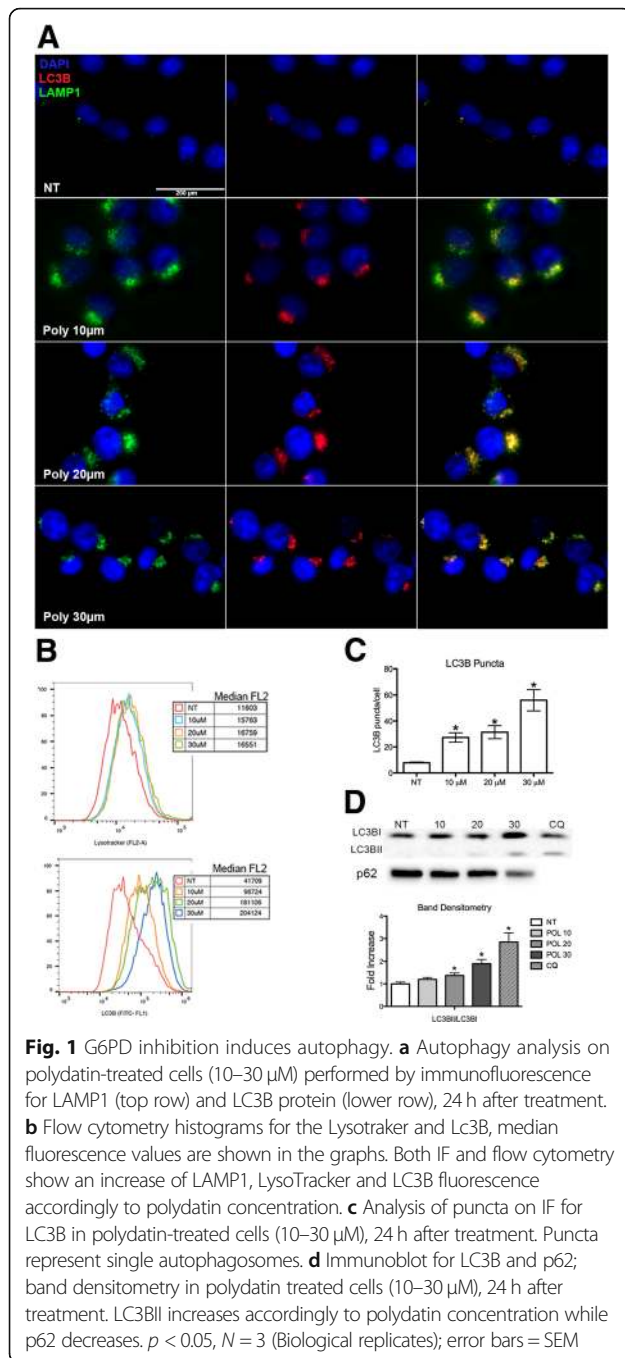 A
DAPI
LC3B
LAMP1
NT
200 µm
Poly 10µm
Poly 20µm
Poly 30µm
B
Median FL2
NT 11603
10uM 15763
20uM 16759
30uM 16551
Lysotracker (FL2-A)
Median FL2
NT 41709
10uM 98724
20uM 181106
30uM 204124
LC3B (FITC- FL1)
C
LC3B Puncta
LC3B puncta/cell
80
60
40
20
0
* * *
NT 10 µM 20 µM 30 µM
D
NT 10 20 30 CQ
LC3BI
LC3BII
p62
Band Densitometry
Fold Increase
4
3
2
1
0
* * *
NT
POL 10
POL 20
POL 30
CQ
LC3BII/LC3BI
Fig. 1 G6PD inhibition induces autophagy. a Autophagy analysis on
polydatin-treated cells (10–30 µM) performed by immunofluorescence
for LAMP1 (top row) and LC3B protein (lower row), 24 h after treatment.
b Flow cytometry histograms for the Lysotraker and Lc3B, median
fluorescence values are shown in the graphs. Both IF and flow cytometry
show an increase of LAMP1, LysoTracker and LC3B fluorescence
accordingly to polydatin concentration. c Analysis of puncta on IF for
LC3B in polydatin-treated cells (10–30 µM), 24 h after treatment. Puncta
represent single autophagosomes. d Immunoblot for LC3B and p62;
band densitometry in polydatin treated cells (10–30 µM), 24 h after
treatment. LC3BII increases accordingly to polydatin concentration while
p62 decreases. p < 0.05, N = 3 (Biological replicates); error bars = SEM